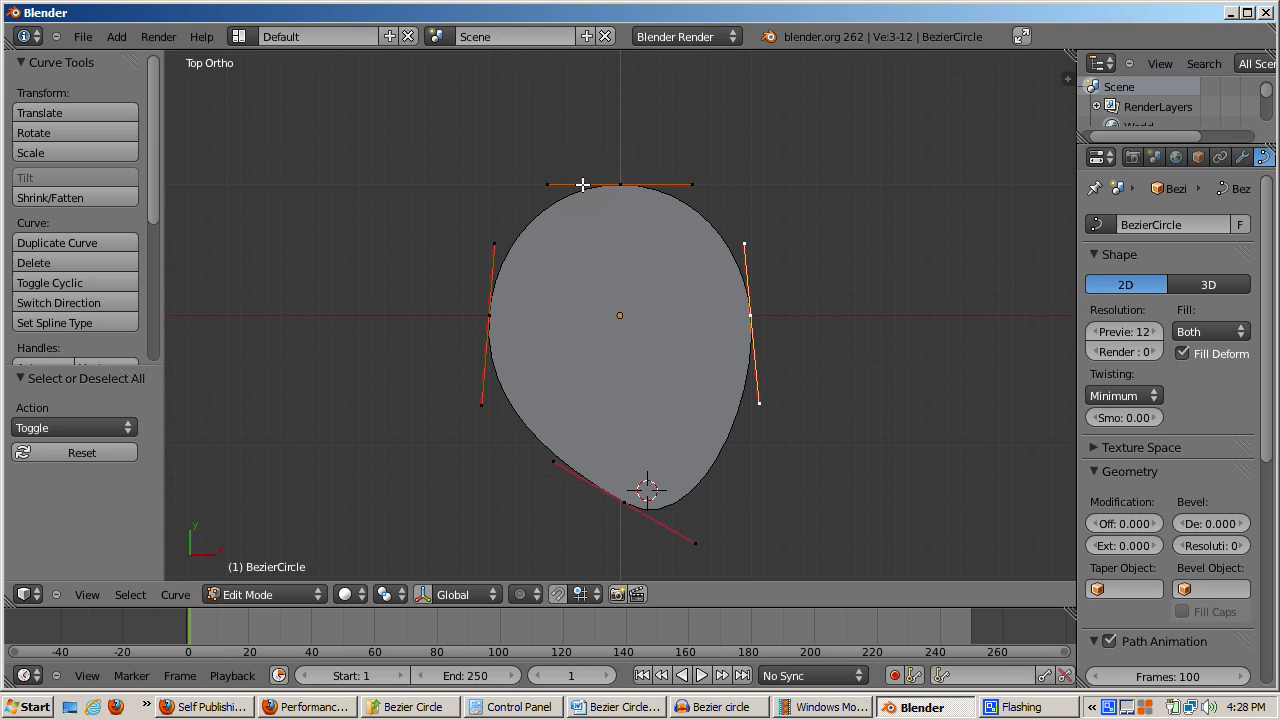 Blender
File Add Render Help Default Scene Blender Render blender.org 262 | Ve:3-12 | BezierCircle
Curve Tools
Transform:
Translate
Rotate
Scale
Tilt
Shrink/Fatten
Curve:
Duplicate Curve
Delete
Toggle Cyclic
Switch Direction
Set Spline Type
Handles:
Select or Deselect All
Action
Toggle
Reset
Top Ortho
y
x
(1) BezierCircle
View Search All Scen
Scene
RenderLayers
World
Bezi Bez
BezierCircle F
Shape
2D 3D
Resolution: Fill:
Previe: 12 Both
Render: 0 Fill Deform
Twisting:
Minimum
Smo: 0.00
Texture Space
Geometry
Modification: Bevel:
Off: 0.000 De: 0.000
Ext: 0.000 Resoluti: 0
Taper Object: Bevel Object:
Fill Caps
Path Animation
Frames: 100
View Select Curve Edit Mode Global
-40 -20 0 20 40 60 80 100 120 140 160 180 200 220 240 260
View Marker Frame Playback Start: 1 End: 250 1 No Sync
Start » Self Publishi... Performanc... Bezier Circle Control Panel Bezier Circle... Bezier circle Windows Mo... Blender Flashing « 4:28 PM